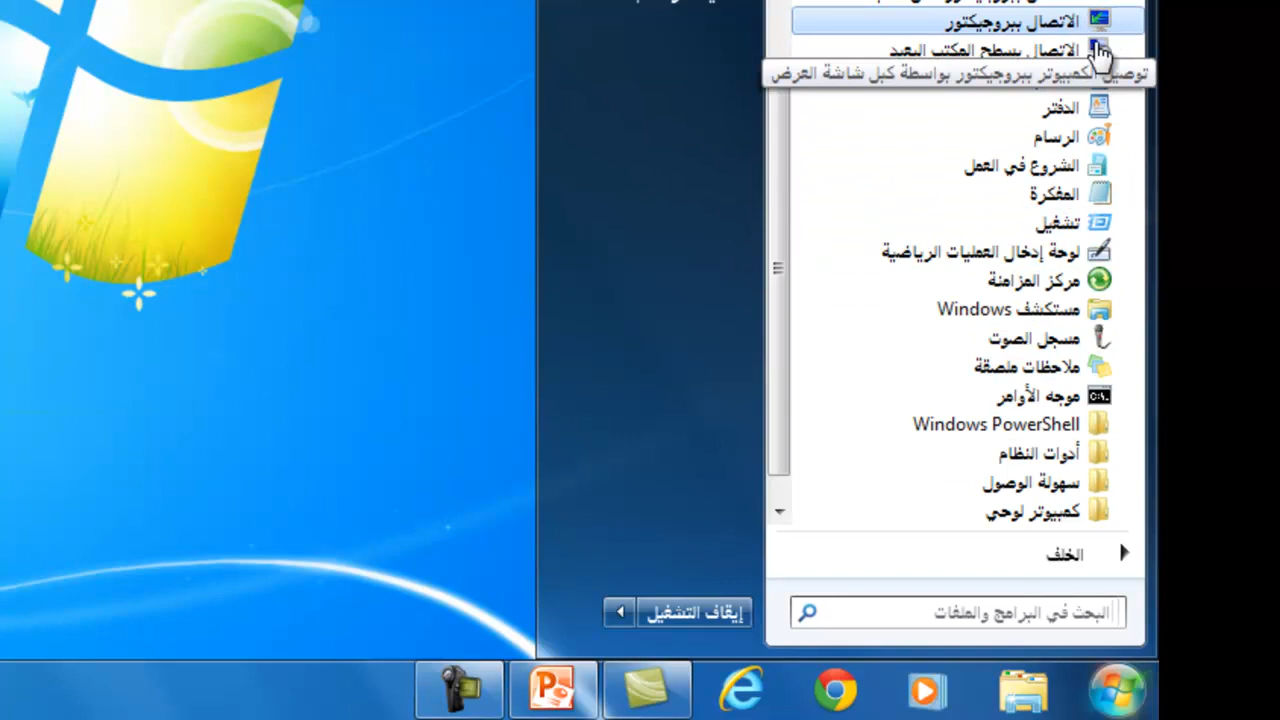 الاتصال ببروجيكتور
الاتصال بسطح المكتب البعيد
توصيل الكمبيوتر ببروجيكتور بواسطة كبل شاشة العرض
الدفتر
الرسام
الشروع في العمل
المفكرة
تشغيل
لوحة إدخال العمليات الرياضية
مركز المزامنة
مستكشف Windows
مسجل الصوت
ملاحظات ملصقة
موجه الأوامر
Windows PowerShell
أدوات النظام
سهولة الوصول
كمبيوتر لوحي
الخلف
البحث في البرامج والملفات
إيقاف التشغيل